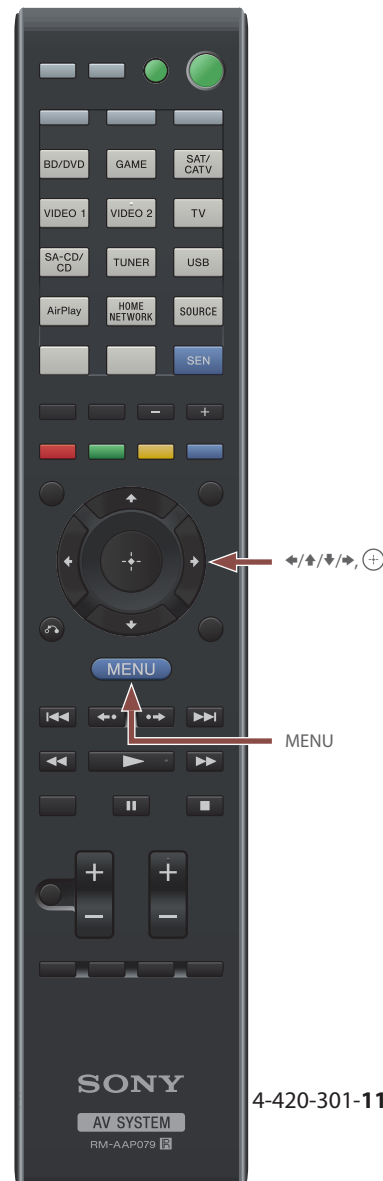 BD/DVD GAME SAT/CATV
VIDEO 1 VIDEO 2 TV
SA-CD/CD TUNER USB
AirPlay HOME NETWORK SOURCE
SEN
− +
←/↑/↓/→, ⊕
MENU
MENU
+ +
− −
SONY
4-420-301-11
AV SYSTEM
RM-AAP079 R